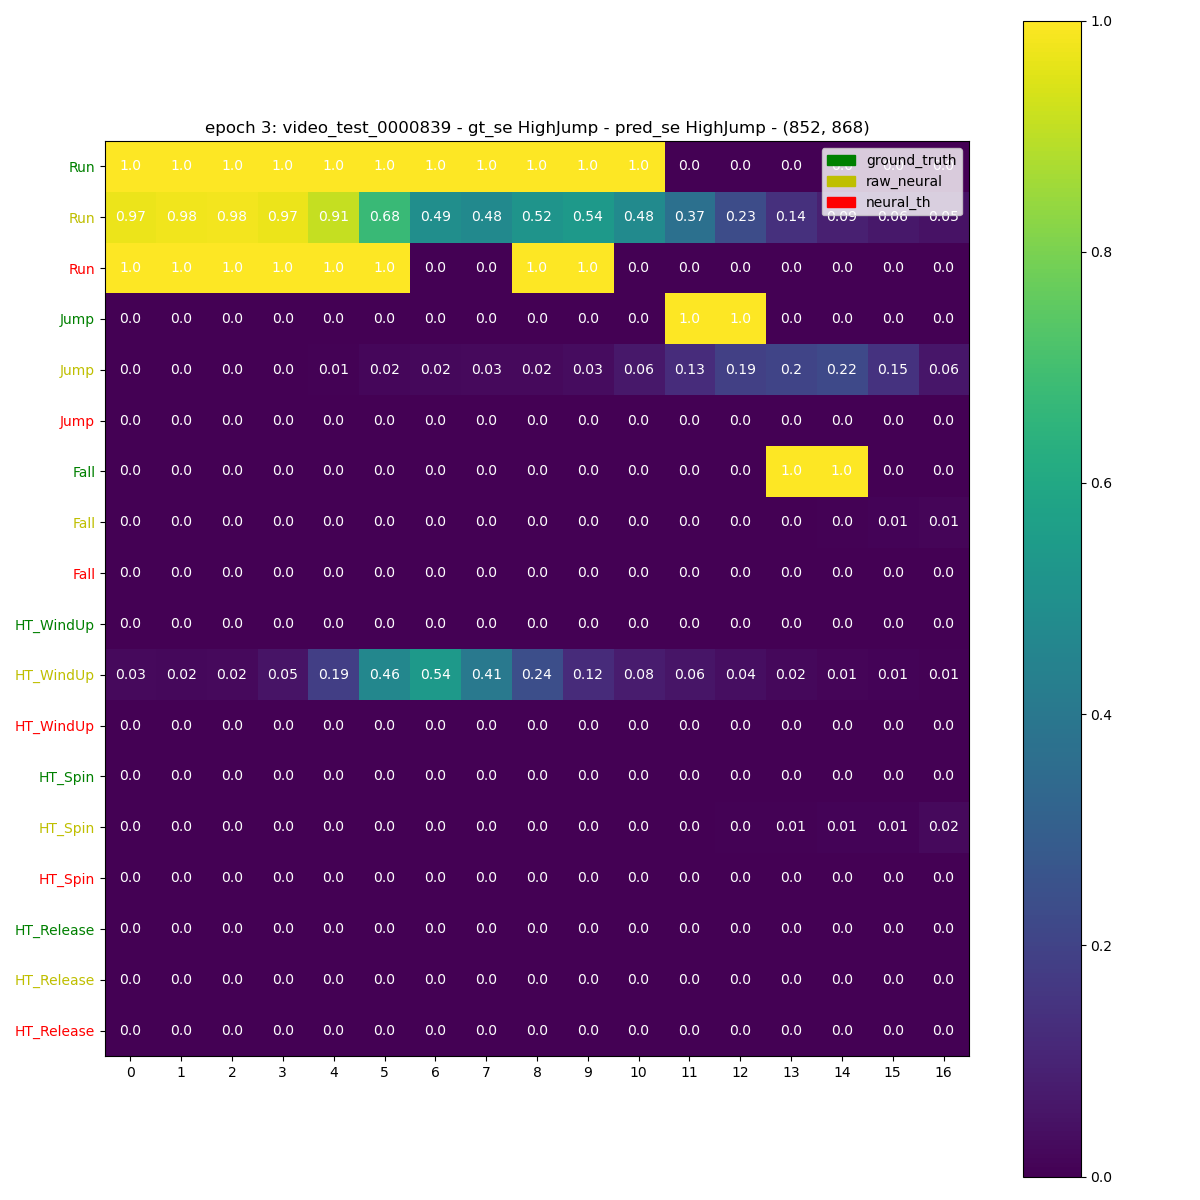 epoch 3: video_test_0000839 - gt_se HighJump - pred_se HighJump - (852, 868)
1.0
ground_truth
raw_neural
neural_th
Run 1.0 1.0 1.0 1.0 1.0 1.0 1.0 1.0 1.0 1.0 1.0 0.0 0.0 0.0
Run 0.97 0.98 0.98 0.97 0.91 0.68 0.49 0.48 0.52 0.54 0.48 0.37 0.23 0.14 0.09 0.06 0.05
Run 1.0 1.0 1.0 1.0 1.0 1.0 0.0 0.0 1.0 1.0 0.0 0.0 0.0 0.0 0.0 0.0 0.0
0.8
Jump 0.0 0.0 0.0 0.0 0.0 0.0 0.0 0.0 0.0 0.0 0.0 1.0 1.0 0.0 0.0 0.0 0.0
Jump 0.0 0.0 0.0 0.0 0.01 0.02 0.02 0.03 0.02 0.03 0.06 0.13 0.19 0.2 0.22 0.15 0.06
Jump 0.0 0.0 0.0 0.0 0.0 0.0 0.0 0.0 0.0 0.0 0.0 0.0 0.0 0.0 0.0 0.0 0.0
Fall 0.0 0.0 0.0 0.0 0.0 0.0 0.0 0.0 0.0 0.0 0.0 0.0 0.0 1.0 1.0 0.0 0.0
0.6
Fall 0.0 0.0 0.0 0.0 0.0 0.0 0.0 0.0 0.0 0.0 0.0 0.0 0.0 0.0 0.0 0.01 0.01
Fall 0.0 0.0 0.0 0.0 0.0 0.0 0.0 0.0 0.0 0.0 0.0 0.0 0.0 0.0 0.0 0.0 0.0
HT_WindUp 0.0 0.0 0.0 0.0 0.0 0.0 0.0 0.0 0.0 0.0 0.0 0.0 0.0 0.0 0.0 0.0 0.0
HT_WindUp 0.03 0.02 0.02 0.05 0.19 0.46 0.54 0.41 0.24 0.12 0.08 0.06 0.04 0.02 0.01 0.01 0.01
0.4
HT_WindUp 0.0 0.0 0.0 0.0 0.0 0.0 0.0 0.0 0.0 0.0 0.0 0.0 0.0 0.0 0.0 0.0 0.0
HT_Spin 0.0 0.0 0.0 0.0 0.0 0.0 0.0 0.0 0.0 0.0 0.0 0.0 0.0 0.0 0.0 0.0 0.0
HT_Spin 0.0 0.0 0.0 0.0 0.0 0.0 0.0 0.0 0.0 0.0 0.0 0.0 0.0 0.01 0.01 0.01 0.02
HT_Spin 0.0 0.0 0.0 0.0 0.0 0.0 0.0 0.0 0.0 0.0 0.0 0.0 0.0 0.0 0.0 0.0 0.0
HT_Release 0.0 0.0 0.0 0.0 0.0 0.0 0.0 0.0 0.0 0.0 0.0 0.0 0.0 0.0 0.0 0.0 0.0
0.2
HT_Release 0.0 0.0 0.0 0.0 0.0 0.0 0.0 0.0 0.0 0.0 0.0 0.0 0.0 0.0 0.0 0.0 0.0
HT_Release 0.0 0.0 0.0 0.0 0.0 0.0 0.0 0.0 0.0 0.0 0.0 0.0 0.0 0.0 0.0 0.0 0.0
0 1 2 3 4 5 6 7 8 9 10 11 12 13 14 15 16
0.0